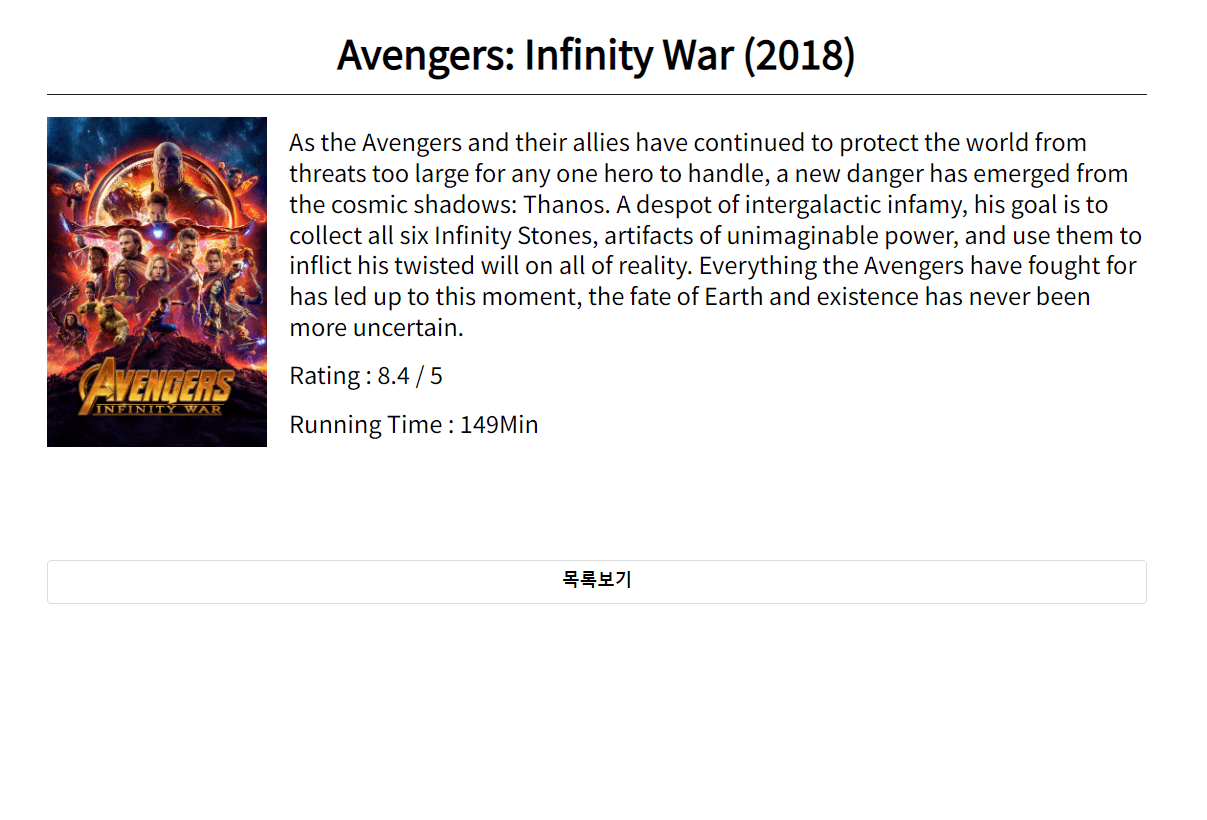 Avengers: Infinity War (2018)
As the Avengers and their allies have continued to protect the world from
threats too large for any one hero to handle, a new danger has emerged from
the cosmic shadows: Thanos. A despot of intergalactic infamy, his goal is to
collect all six Infinity Stones, artifacts of unimaginable power, and use them to
inflict his twisted will on all of reality. Everything the Avengers have fought for
has led up to this moment, the fate of Earth and existence has never been
more uncertain.
Rating : 8.4 / 5
Running Time : 149Min
AVENGERS
INFINITY WAR
목록보기